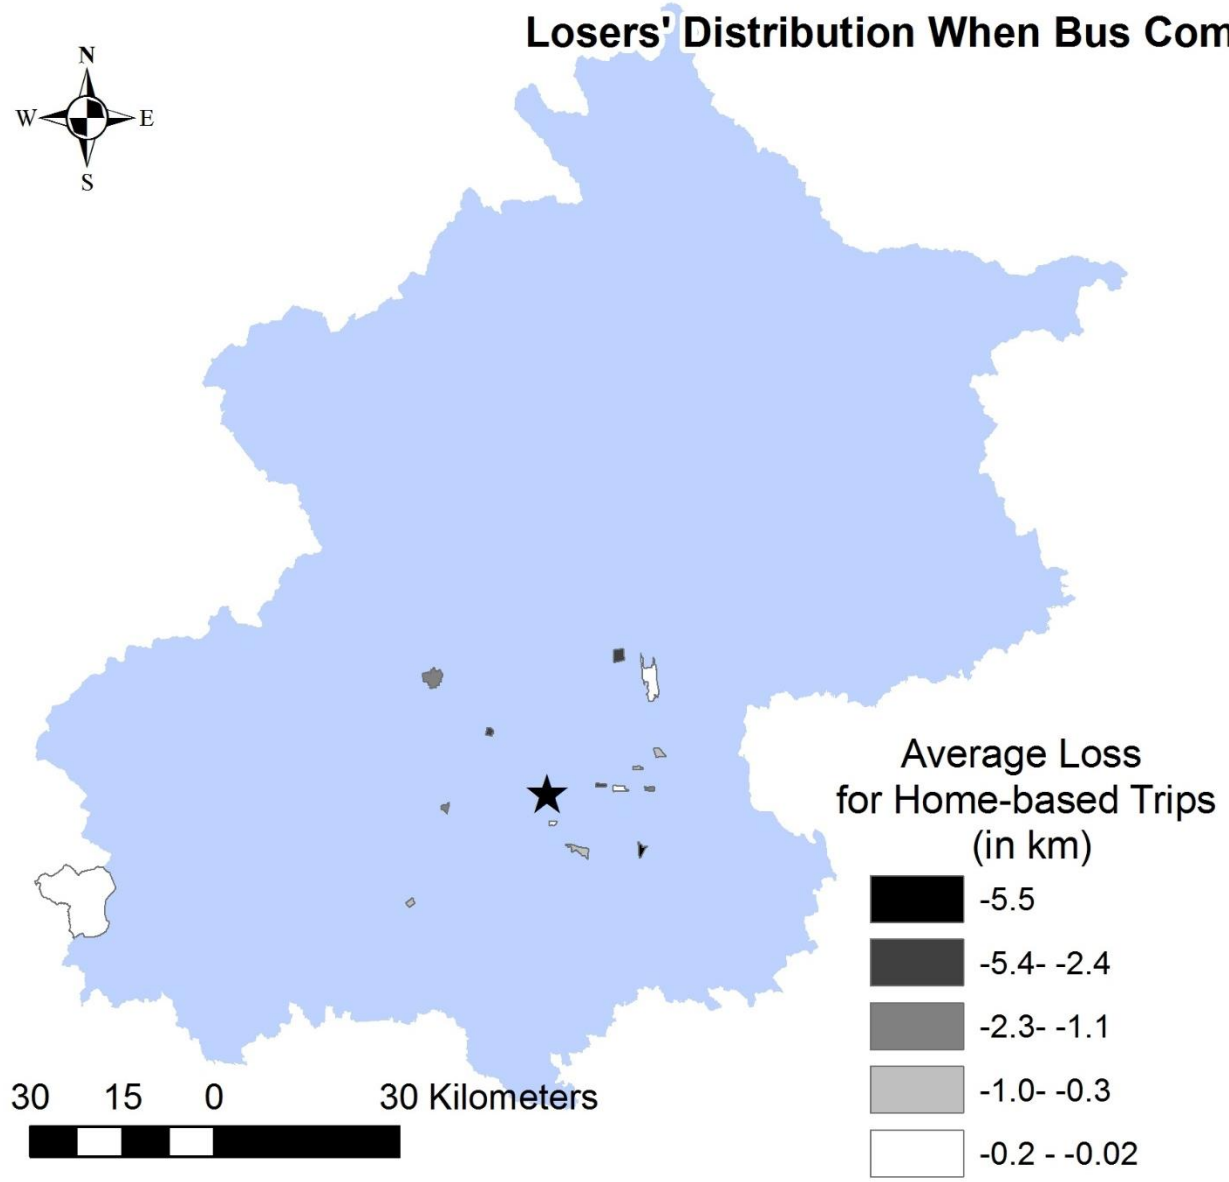 Losers' Distribution When Bus Com
N
W E
S
Average Loss
for Home-based Trips
(in km)
-5.5
-5.4- -2.4
-2.3- -1.1
-1.0- -0.3
-0.2 - -0.02
30 15 0 30 Kilometers